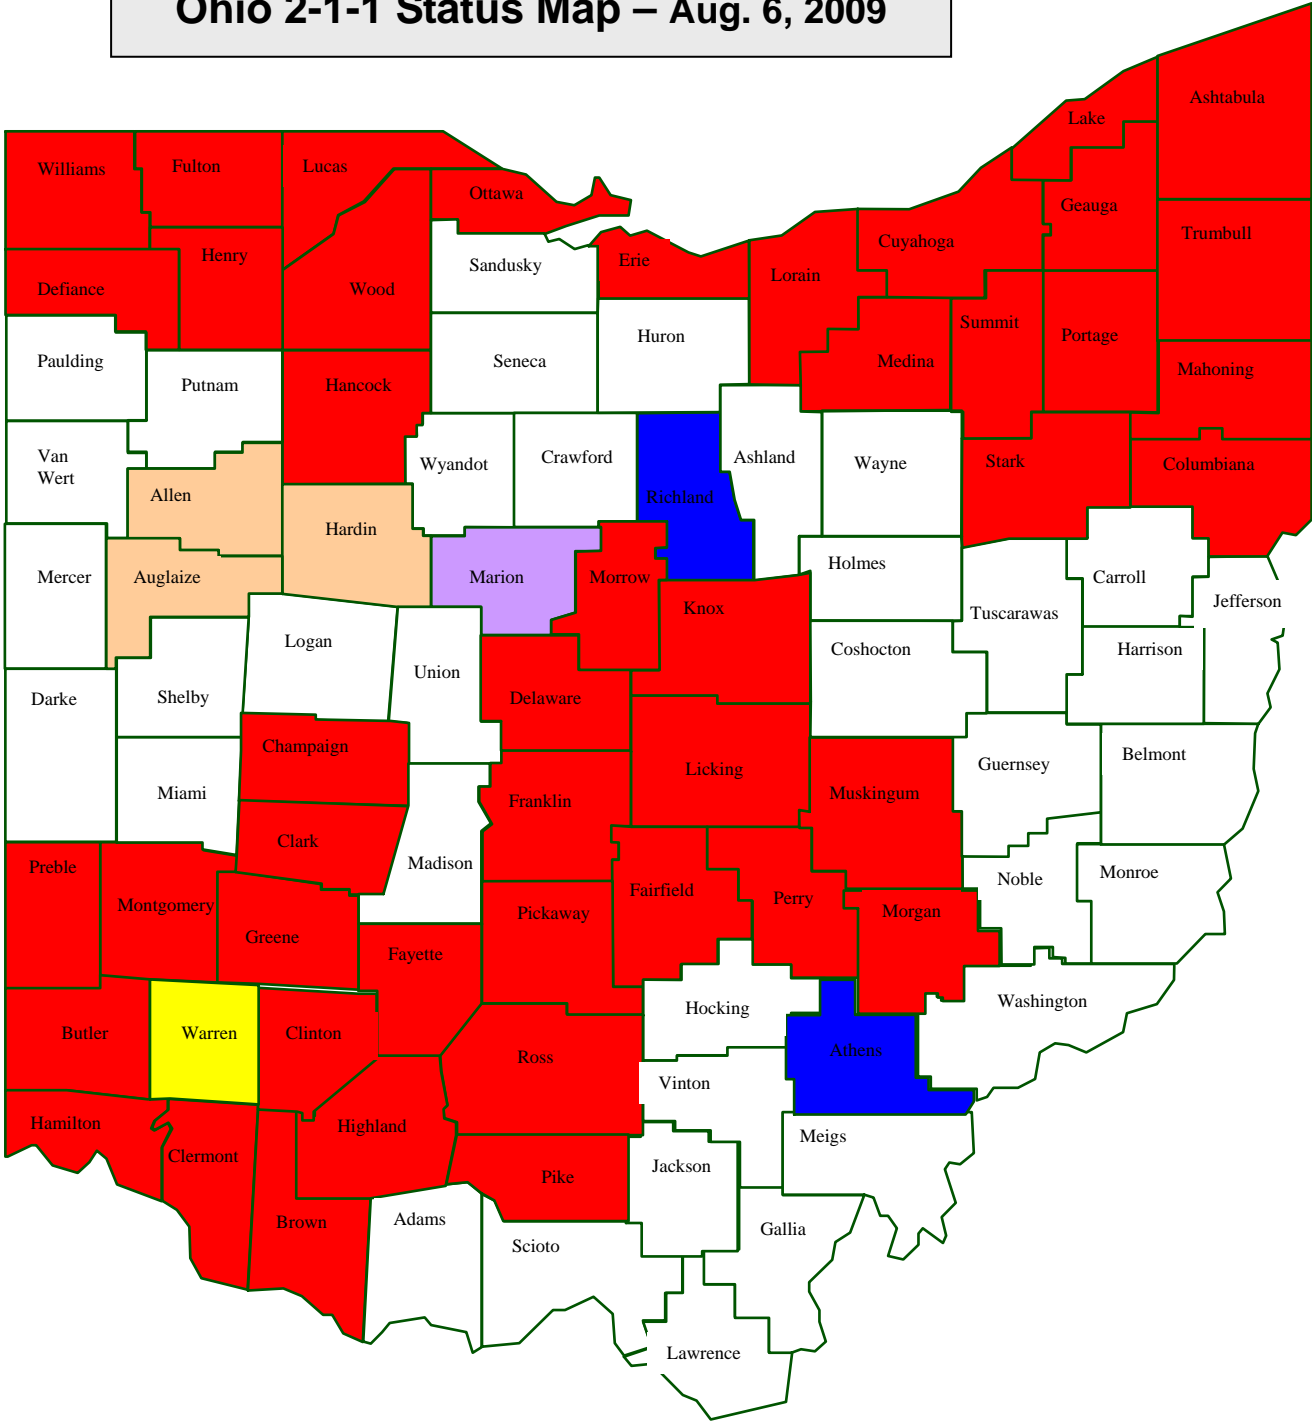 Ohio 2-1-1 Status Map – Aug. 6, 2009
Ashtabula
Lake
Williams
Fulton
Lucas
Ottawa
Geauga
Trumbull
Cuyahoga
Henry
Sandusky
Erie
Lorain
Defiance
Wood
Summit
Portage
Huron
Paulding
Seneca
Medina
Mahoning
Putnam
Hancock
Van
Wert
Wyandot
Crawford
Ashland
Wayne
Stark
Columbiana
Allen
Richland
Hardin
Mercer
Auglaize
Marion
Morrow
Holmes
Carroll
Jefferson
Knox
Tuscarawas
Logan
Coshocton
Harrison
Union
Darke
Shelby
Delaware
Champaign
Belmont
Licking
Guernsey
Miami
Franklin
Muskingum
Clark
Madison
Preble
Monroe
Noble
Fairfield
Perry
Montgomery
Pickaway
Morgan
Greene
Fayette
Hocking
Washington
Butler
Warren
Clinton
Ross
Athens
Vinton
Hamilton
Highland
Meigs
Clermont
Jackson
Pike
Brown
Adams
Gallia
Scioto
Lawrence